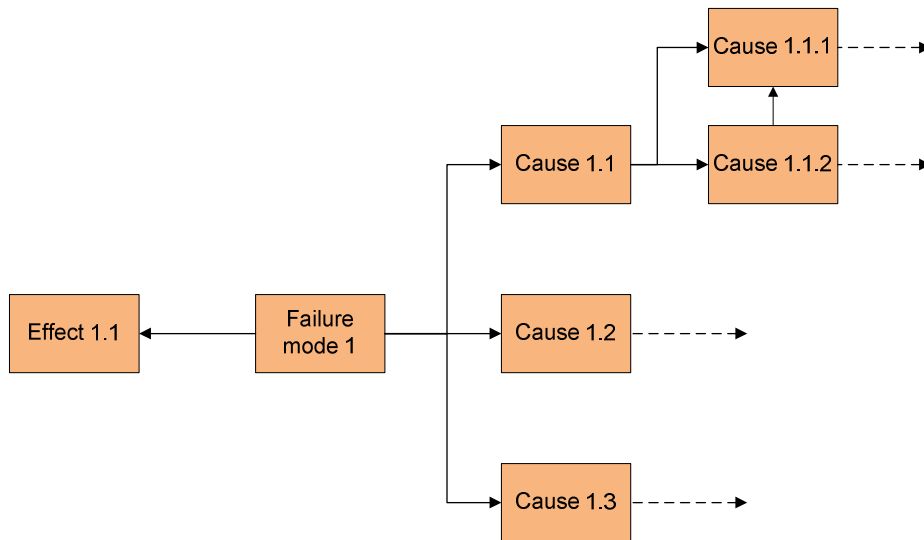 Cause 1.1.1
Cause 1.1
Cause 1.1.2
Effect 1.1
Failure
mode 1
Cause 1.2
Cause 1.3